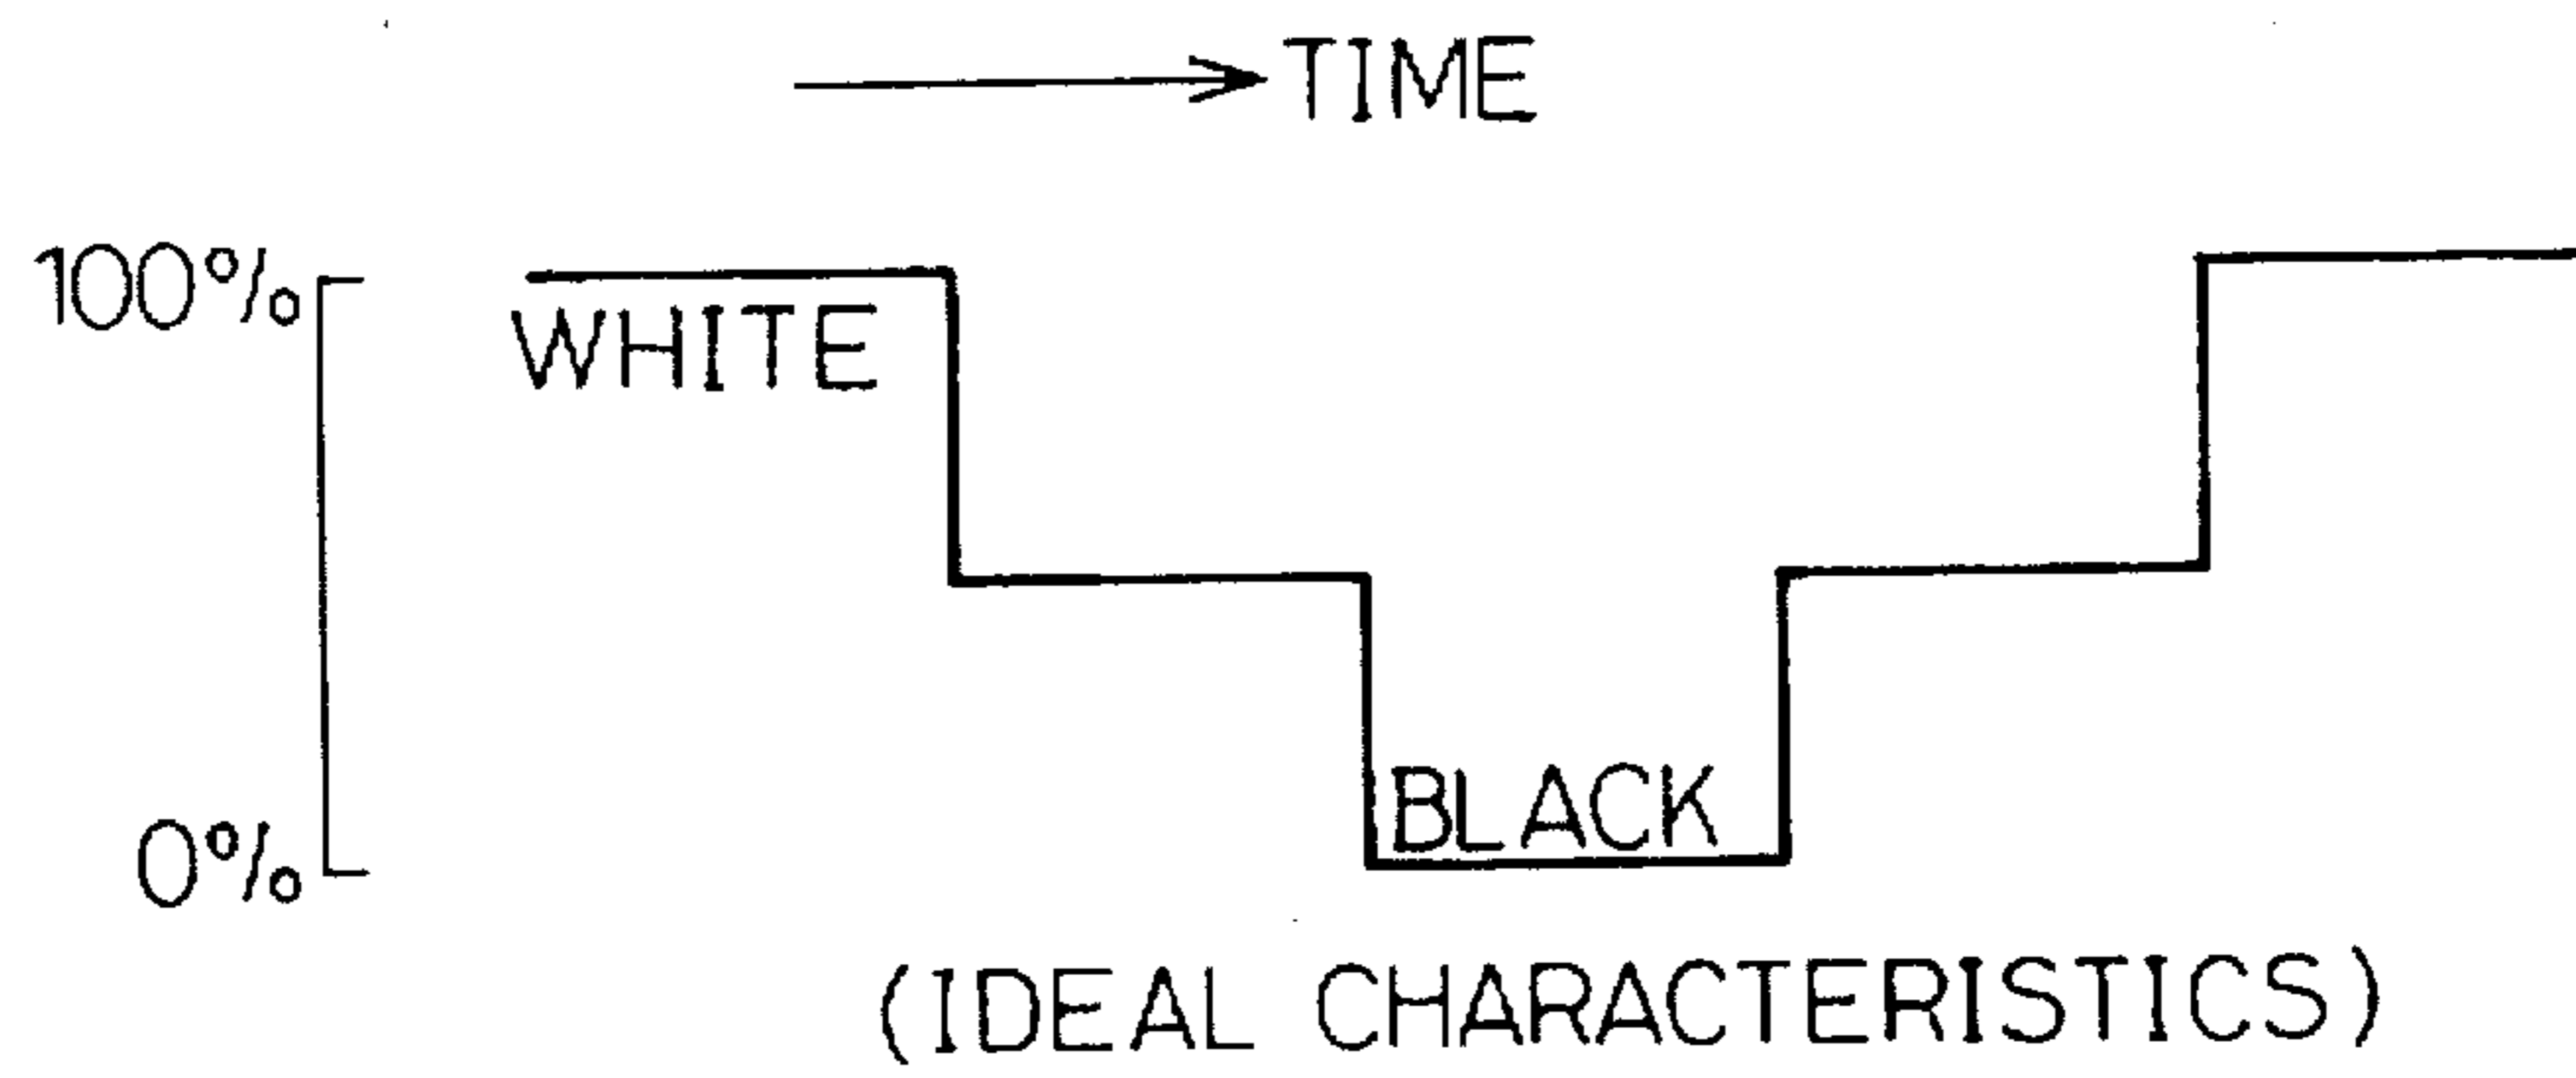 TIME
100%
WHITE
BLACK
0%
(IDEAL CHARACTERISTICS)